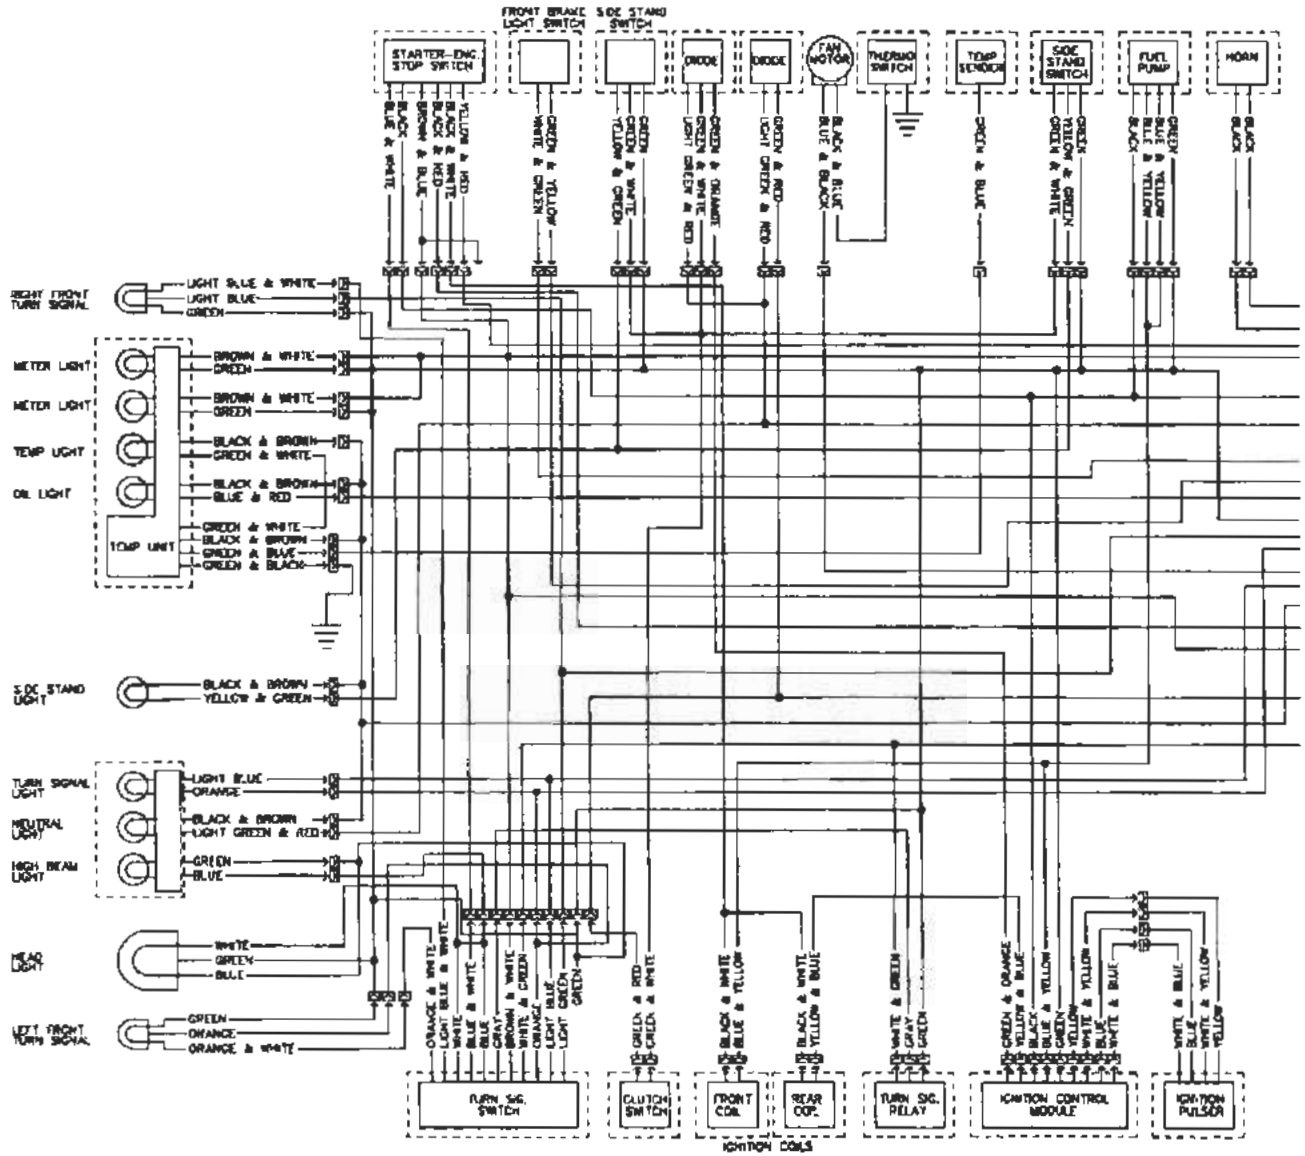 FRONT BRAKE
LIGHT SWITCH
SIDE STAND
SWITCH
STARTER-ENG.
STOP SWITCH
DIODE
DIODE
FAN
MOTOR
THERMO
SWITCH
TEMP
SENDER
SIDE
STAND
SWITCH
FUEL
PUMP
HORN
BLUE & WHITE
BLACK
BROWN & BLUE
BLACK & RED
BLACK & WHITE
YELLOW & RED
WHITE & GREEN
GREEN & YELLOW
YELLOW & GREEN
GREEN & WHITE
GREEN
LIGHT GREEN & RED
GREEN & WHITE
GREEN & ORANGE
LIGHT GREEN & RED
GREEN & RED
BLUE & BLACK
BLACK & BLUE
GREEN & BLUE
GREEN & WHITE
YELLOW & GREEN
GREEN
BLACK
BLUE & YELLOW
BLUE & YELLOW
GREEN
BLACK
BLACK
RIGHT FRONT
TURN SIGNAL
LIGHT BLUE & WHITE
LIGHT BLUE
GREEN
METER LIGHT
BROWN & WHITE
GREEN
METER LIGHT
BROWN & WHITE
GREEN
TEMP LIGHT
BLACK & BROWN
GREEN & WHITE
OIL LIGHT
BLACK & BROWN
BLUE & RED
TEMP UNIT
GREEN & WHITE
BLACK & BROWN
GREEN & BLUE
GREEN & BLACK
SIDE STAND
LIGHT
BLACK & BROWN
YELLOW & GREEN
TURN SIGNAL
LIGHT
LIGHT BLUE
ORANGE
NEUTRAL
LIGHT
BLACK & BROWN
LIGHT GREEN & RED
HIGH BEAM
LIGHT
GREEN
BLUE
HEAD
LIGHT
WHITE
GREEN
BLUE
LEFT FRONT
TURN SIGNAL
GREEN
ORANGE
ORANGE & WHITE
ORANGE & WHITE
LIGHT BLUE & WHITE
WHITE
BLUE & WHITE
BLUE
GRAY
BROWN & WHITE
WHITE & GREEN
ORANGE
LIGHT BLUE
LIGHT GREEN
GREEN
GREEN & RED
GREEN & WHITE
BLACK & WHITE
BLUE & YELLOW
BLACK & WHITE
YELLOW & BLUE
WHITE & GREEN
GRAY
GREEN
GREEN & ORANGE
YELLOW & BLUE
BLACK
BLUE & YELLOW
GREEN
YELLOW
WHITE & YELLOW
BLUE
WHITE & BLUE
WHITE & BLUE
BLUE
WHITE & YELLOW
YELLOW
TURN SIG.
SWITCH
CLUTCH
SWITCH
FRONT
COIL
REAR
COIL
TURN SIG.
RELAY
IGNITION CONTROL
MODULE
IGNITION
PULSER
IGNITION COILS